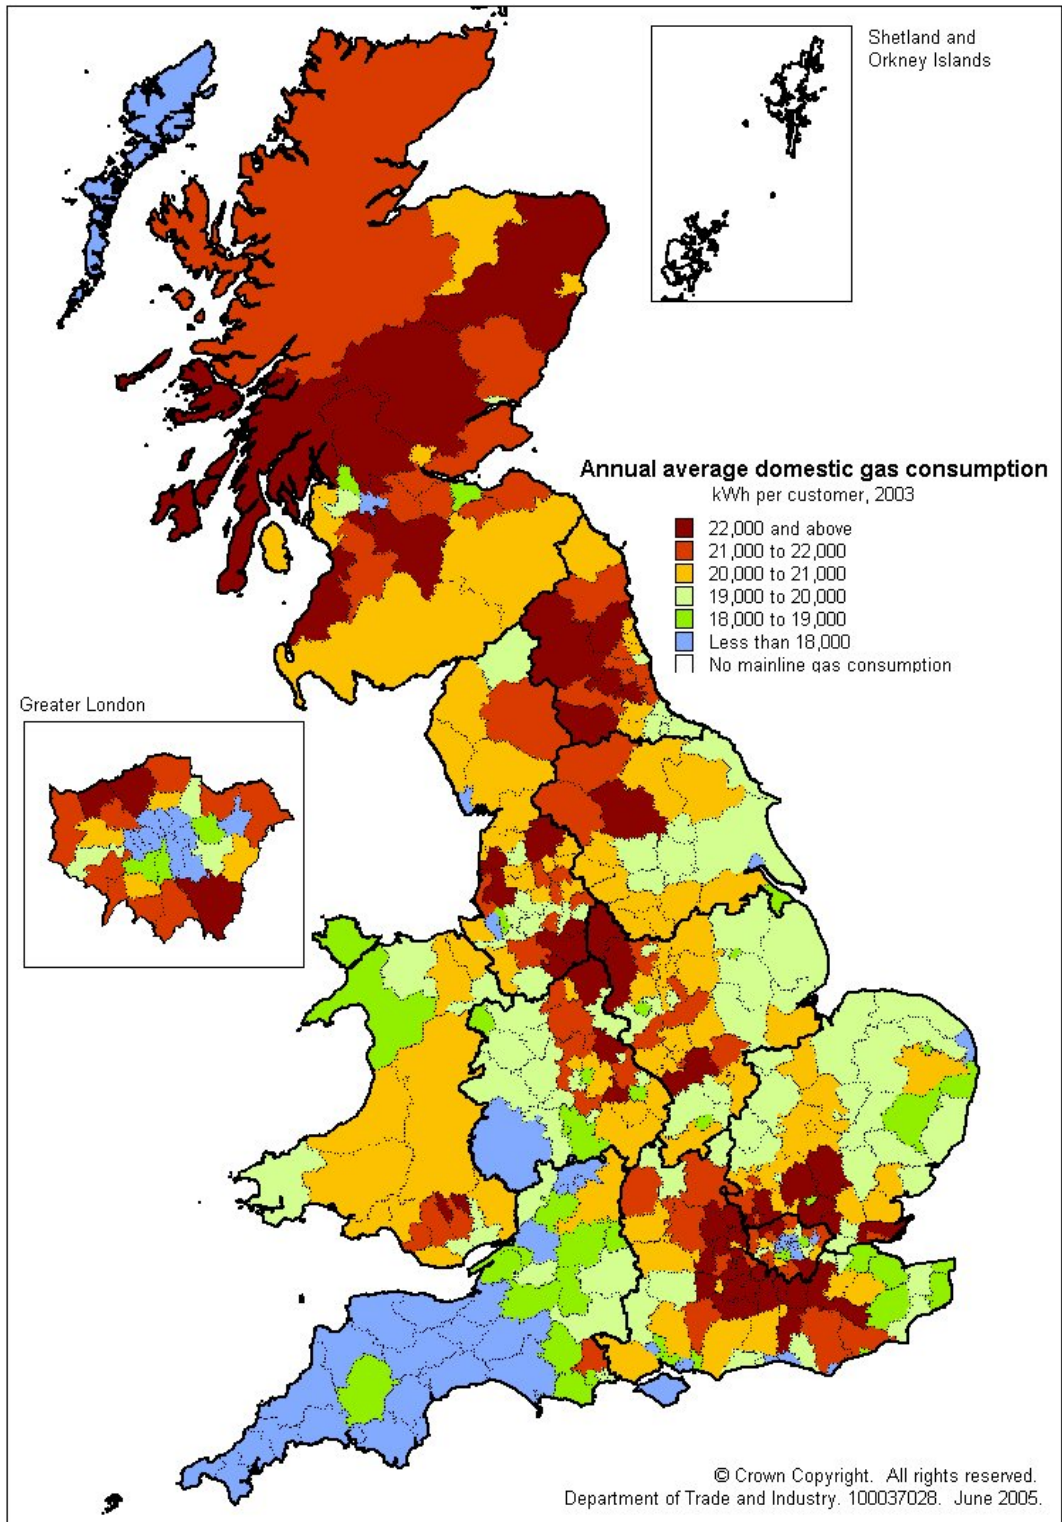 Shetland and
Orkney Islands
Annual average domestic gas consumption
kWh per customer, 2003
22,000 and above
21,000 to 22,000
20,000 to 21,000
19,000 to 20,000
18,000 to 19,000
Less than 18,000
No mainline gas consumption
Greater London
© Crown Copyright. All rights reserved.
Department of Trade and Industry. 100037028. June 2005.